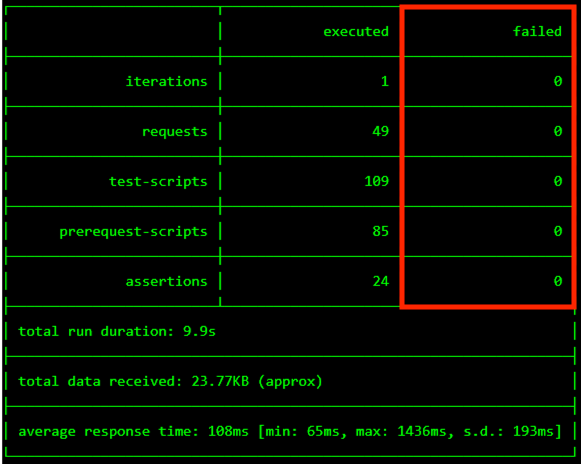 executed failed
iterations 1 0
requests 49 0
test-scripts 109 0
prerequest-scripts 85 0
assertions 24 0
total run duration: 9.9s
total data received: 23.77KB (approx)
average response time: 108ms [min: 65ms, max: 1436ms, s.d.: 193ms]